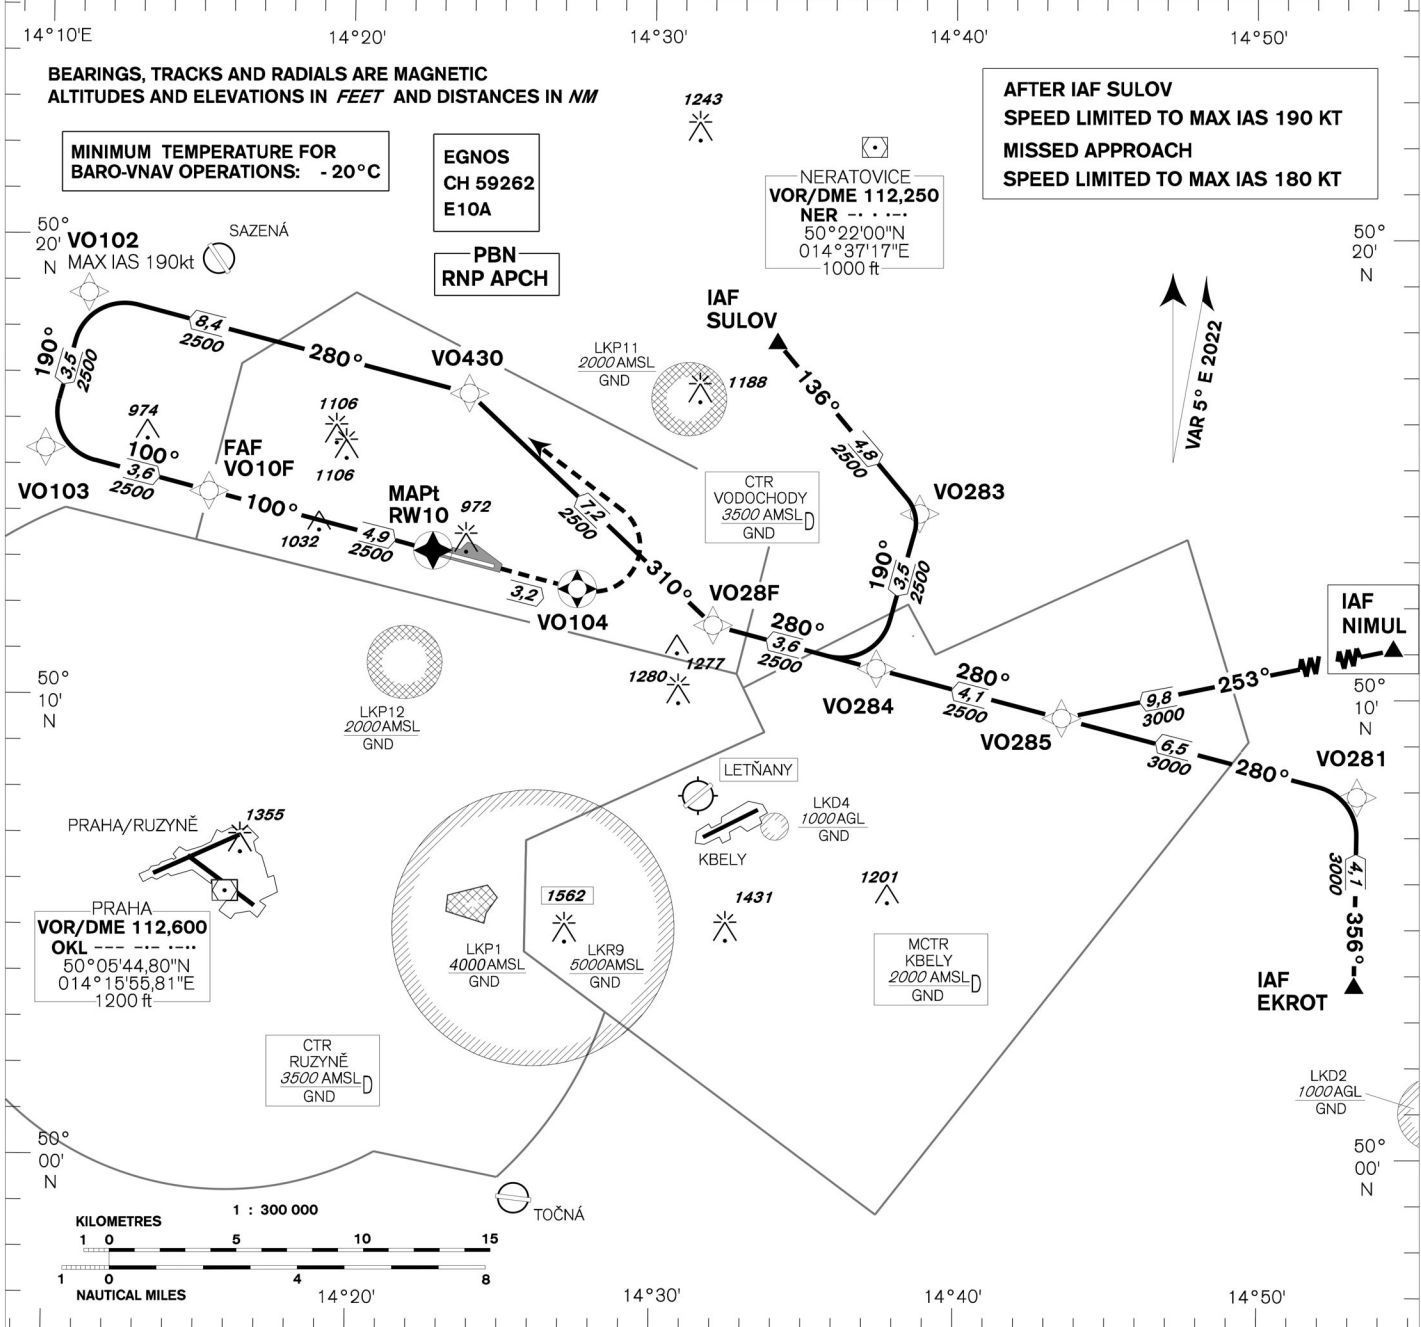 14°10'E
14°20'
14°30'
14°40'
14°50'
BEARINGS, TRACKS AND RADIALS ARE MAGNETIC
ALTITUDES AND ELEVATIONS IN FEET AND DISTANCES IN NM
AFTER IAF SULOV
SPEED LIMITED TO MAX IAS 190 KT
MISSED APPROACH
SPEED LIMITED TO MAX IAS 180 KT
MINIMUM TEMPERATURE FOR
BARO-VNAV OPERATIONS: - 20°C
EGNOS
CH 59262
E10A
PBN
RNP APCH
1243
NERATOVICE
VOR/DME 112,250
NER -· · ·-·
50°22'00"N
014°37'17"E
1000 ft
50°
20'
N
VO102
MAX IAS 190kt
SAZENÁ
50°
20'
N
IAF
SULOV
VAR 5° E 2022
8,4
2500
280°
VO430
190°
3,5
2500
LKP11
2000 AMSL
GND
1188
136°
4,8
2500
974
1106
1106
100°
3,6
2500
VO103
FAF
VO10F
100°
1032
4,9
2500
MAPt
RW10
972
7,2
2500
310°
3,2
VO104
CTR
VODOCHODY
3500 AMSL D
GND
VO283
190°
3,5
2500
VO28F
280°
3,6
2500
1277
1280
VO284
280°
4,1
2500
VO285
IAF
NIMUL
253°
9,8
3000
6,5
3000
280°
VO281
50°
10'
N
50°
10'
N
LKP12
2000 AMSL
GND
LETŇANY
KBELY
LKD4
1000 AGL
GND
PRAHA/RUZYNĚ
1355
PRAHA
VOR/DME 112,600
OKL --- -·- ·-··
50°05'44,80"N
014°15'55,81"E
1200 ft
1562
1431
1201
LKP1
4000 AMSL
GND
LKR9
5000 AMSL
GND
MCTR
KBELY
2000 AMSL D
GND
4,1
3000
356°
IAF
EKROT
CTR
RUZYNĚ
3500 AMSL D
GND
LKD2
1000 AGL
GND
50°
00'
N
50°
00'
N
TOČNÁ
1 : 300 000
KILOMETRES
1 0 5 10 15
1 0 4 8
NAUTICAL MILES
14°20'
14°30'
14°40'
14°50'